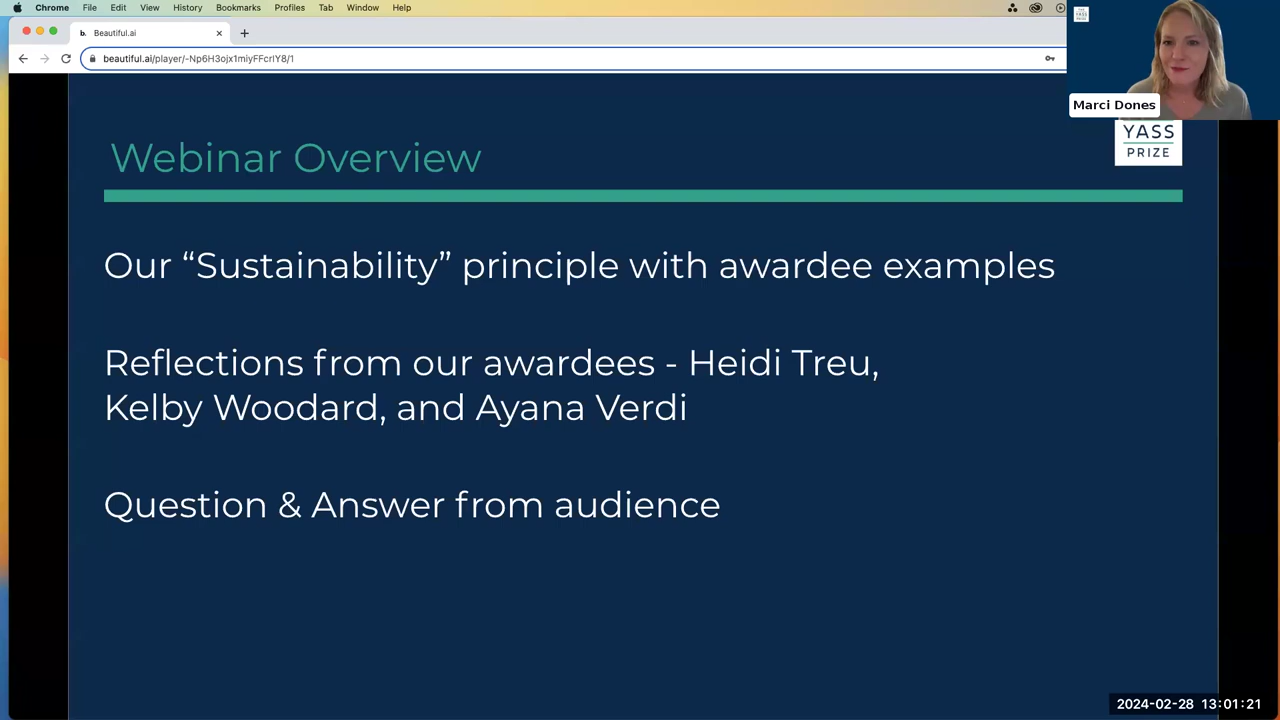 Chrome File Edit View History Bookmarks Profiles Tab Window Help
b. Beautiful.ai
beautiful.ai/player/-Np6H3ojx1miyFFcrIY8/1
Marci Dones
YASS
PRIZE
Webinar Overview
Our “Sustainability” principle with awardee examples
Reflections from our awardees - Heidi Treu,
Kelby Woodard, and Ayana Verdi
Question & Answer from audience
2024-02-28 13:01:21